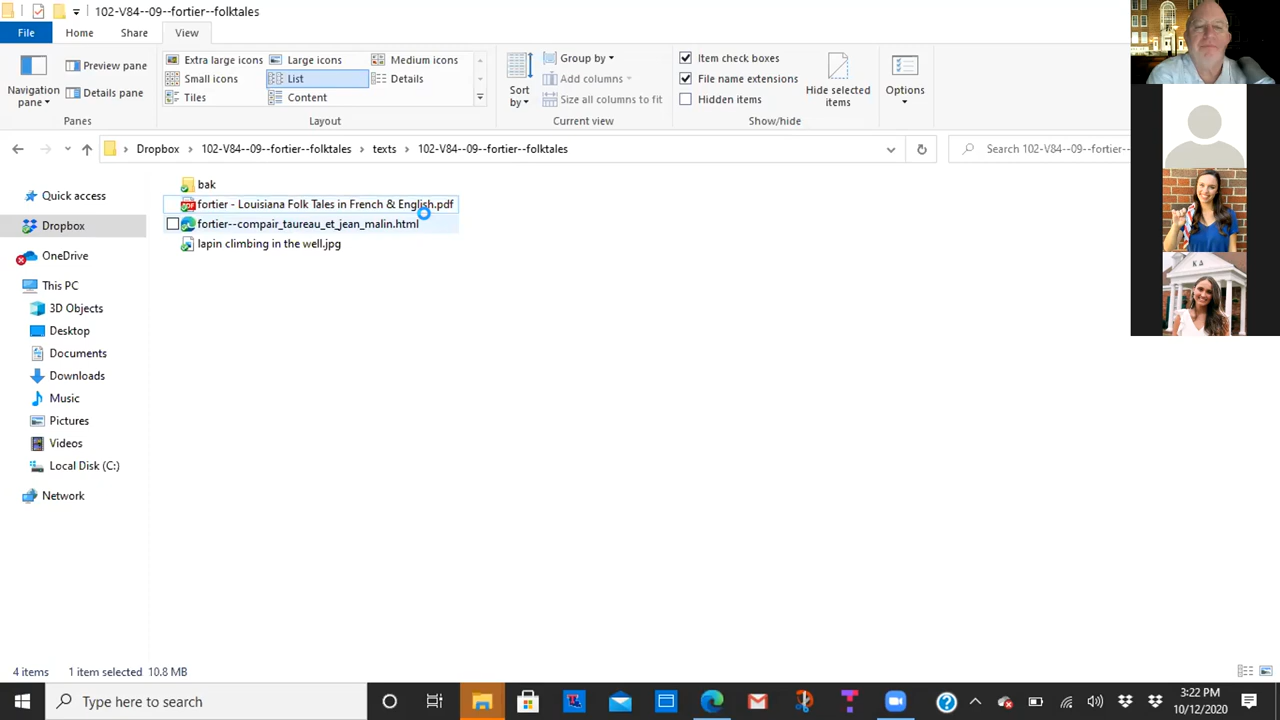 102-V84--09--fortier--folktales
File Home Share View
Navigation pane
Preview pane
Details pane
Panes
Extra large icons Large icons Medium icons
Small icons List Details
Tiles Content
Layout
Sort by
Group by
Add columns
Size all columns to fit
Current view
Item check boxes
File name extensions
Hidden items
Hide selected items
Show/hide
Options
Dropbox > 102-V84--09--fortier--folktales > texts > 102-V84--09--fortier--folktales
Search 102-V84--09--fortier--
Quick access
Dropbox
OneDrive
This PC
3D Objects
Desktop
Documents
Downloads
Music
Pictures
Videos
Local Disk (C:)
Network
bak
fortier - Louisiana Folk Tales in French & English.pdf
fortier--compair_taureau_et_jean_malin.html
lapin climbing in the well.jpg
4 items 1 item selected 10.8 MB
Type here to search
3:22 PM
10/12/2020
K Δ